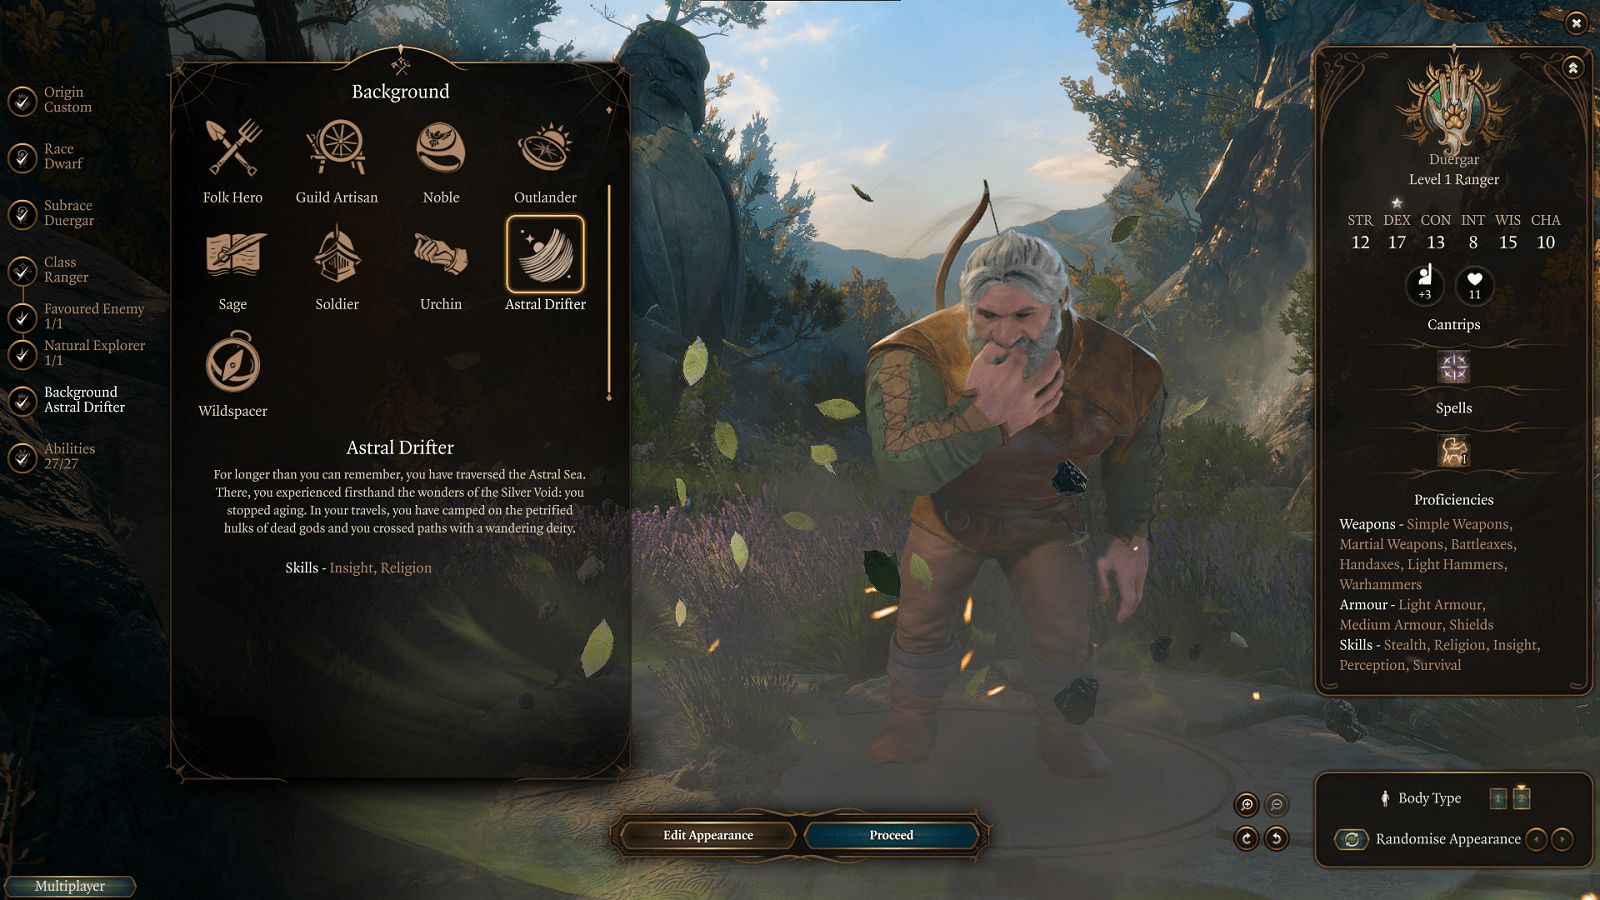 Origin
Custom
Race
Dwarf
Subrace
Duergar
Class
Ranger
Favoured Enemy
1/1
Natural Explorer
1/1
Background
Astral Drifter
Abilities
27/27
Multiplayer
Background
Folk Hero
Guild Artisan
Noble
Outlander
Sage
Soldier
Urchin
Astral Drifter
Wildspacer
Astral Drifter
For longer than you can remember, you have traversed the Astral Sea.
There, you experienced firsthand the wonders of the Silver Void: you
stopped aging. In your travels, you have camped on the petrified
hulks of dead gods and you crossed paths with a wandering deity.
Skills - Insight, Religion
Edit Appearance
Proceed
Duergar
Level 1 Ranger
STR DEX CON INT WIS CHA
12 17 13 8 15 10
+3
11
Cantrips
Spells
I
Proficiencies
Weapons - Simple Weapons,
Martial Weapons, Battleaxes,
Handaxes, Light Hammers,
Warhammers
Armour - Light Armour,
Medium Armour, Shields
Skills - Stealth, Religion, Insight,
Perception, Survival
Body Type
1
2
Randomise Appearance